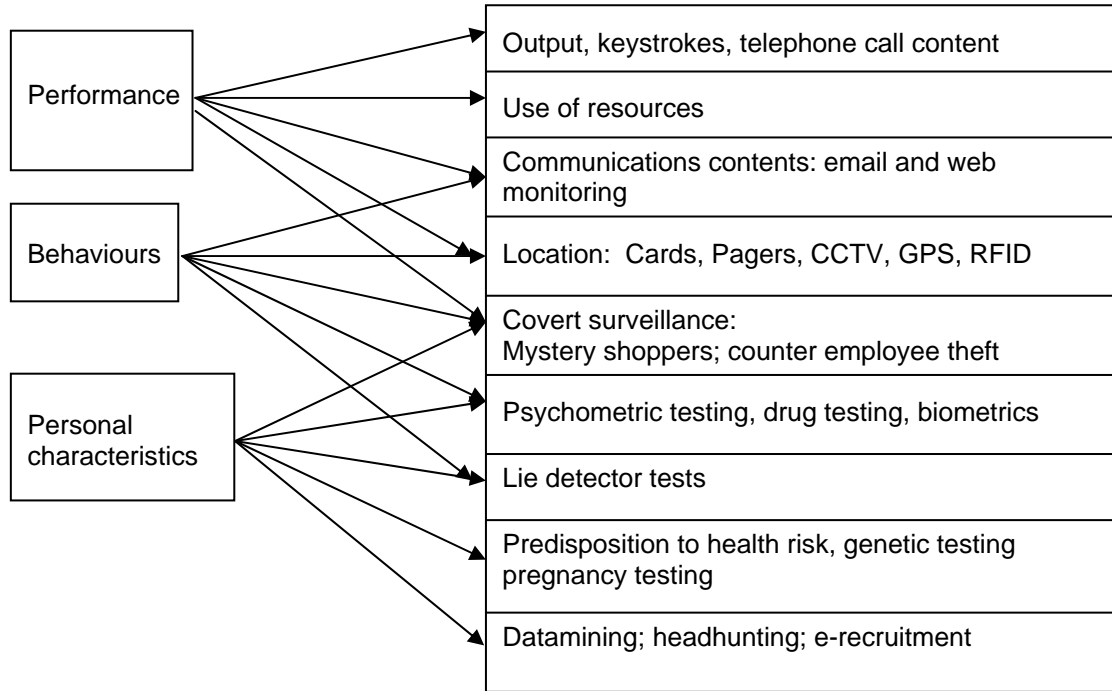 Performance
Behaviours
Personal
characteristics
Output, keystrokes, telephone call content
Use of resources
Communications contents: email and web
monitoring
Location:  Cards, Pagers, CCTV, GPS, RFID
Covert surveillance:
Mystery shoppers; counter employee theft
Psychometric testing, drug testing, biometrics
Lie detector tests
Predisposition to health risk, genetic testing
pregnancy testing
Datamining; headhunting; e-recruitment